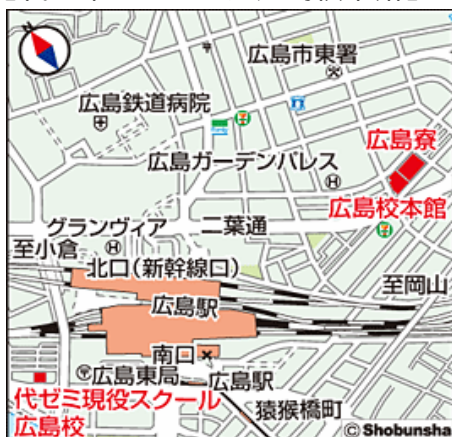 広島市東署
広島鉄道病院
広島寮
広島ガーデンパレス
広島校本館
グランヴィア
二葉通
至小倉
北口(新幹線口)
至岡山
広島駅
南口
広島東局
広島駅
代ゼミ現役スクール
広島校
猿猴橋町
© Shobunsha